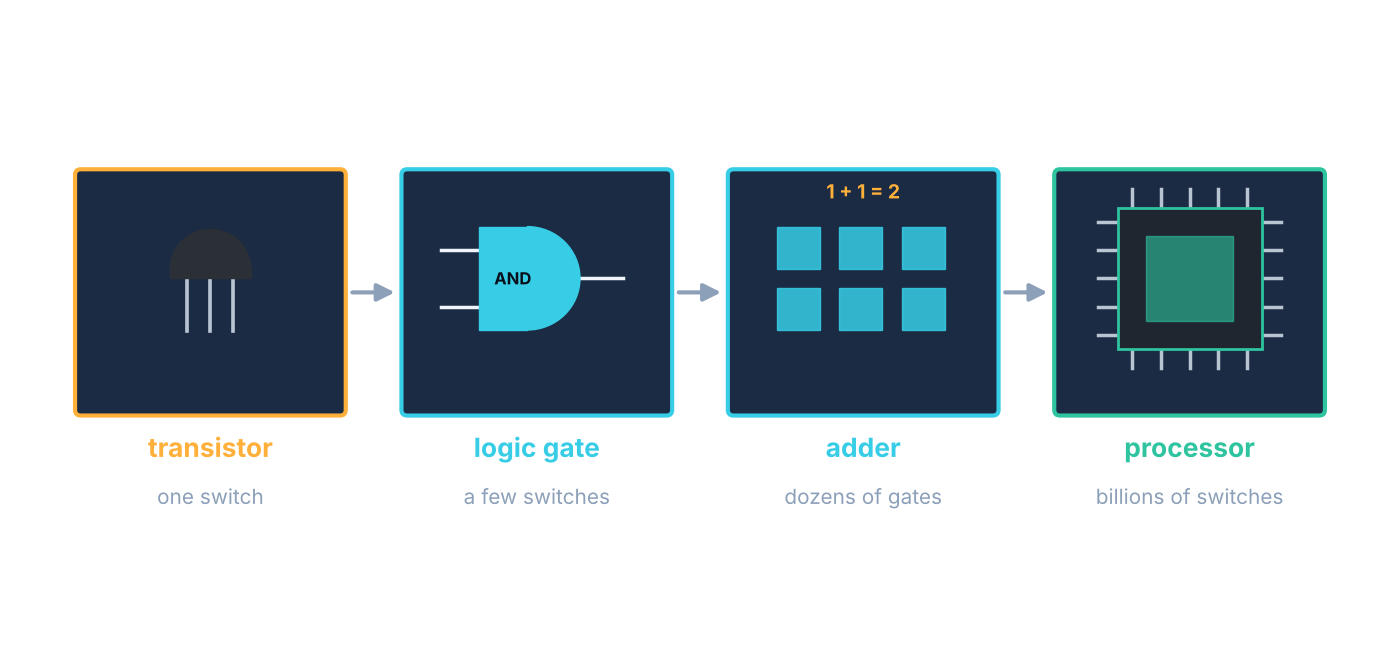 1 + 1 = 2
AND
transistor
logic gate
adder
processor
one switch
a few switches
dozens of gates
billions of switches